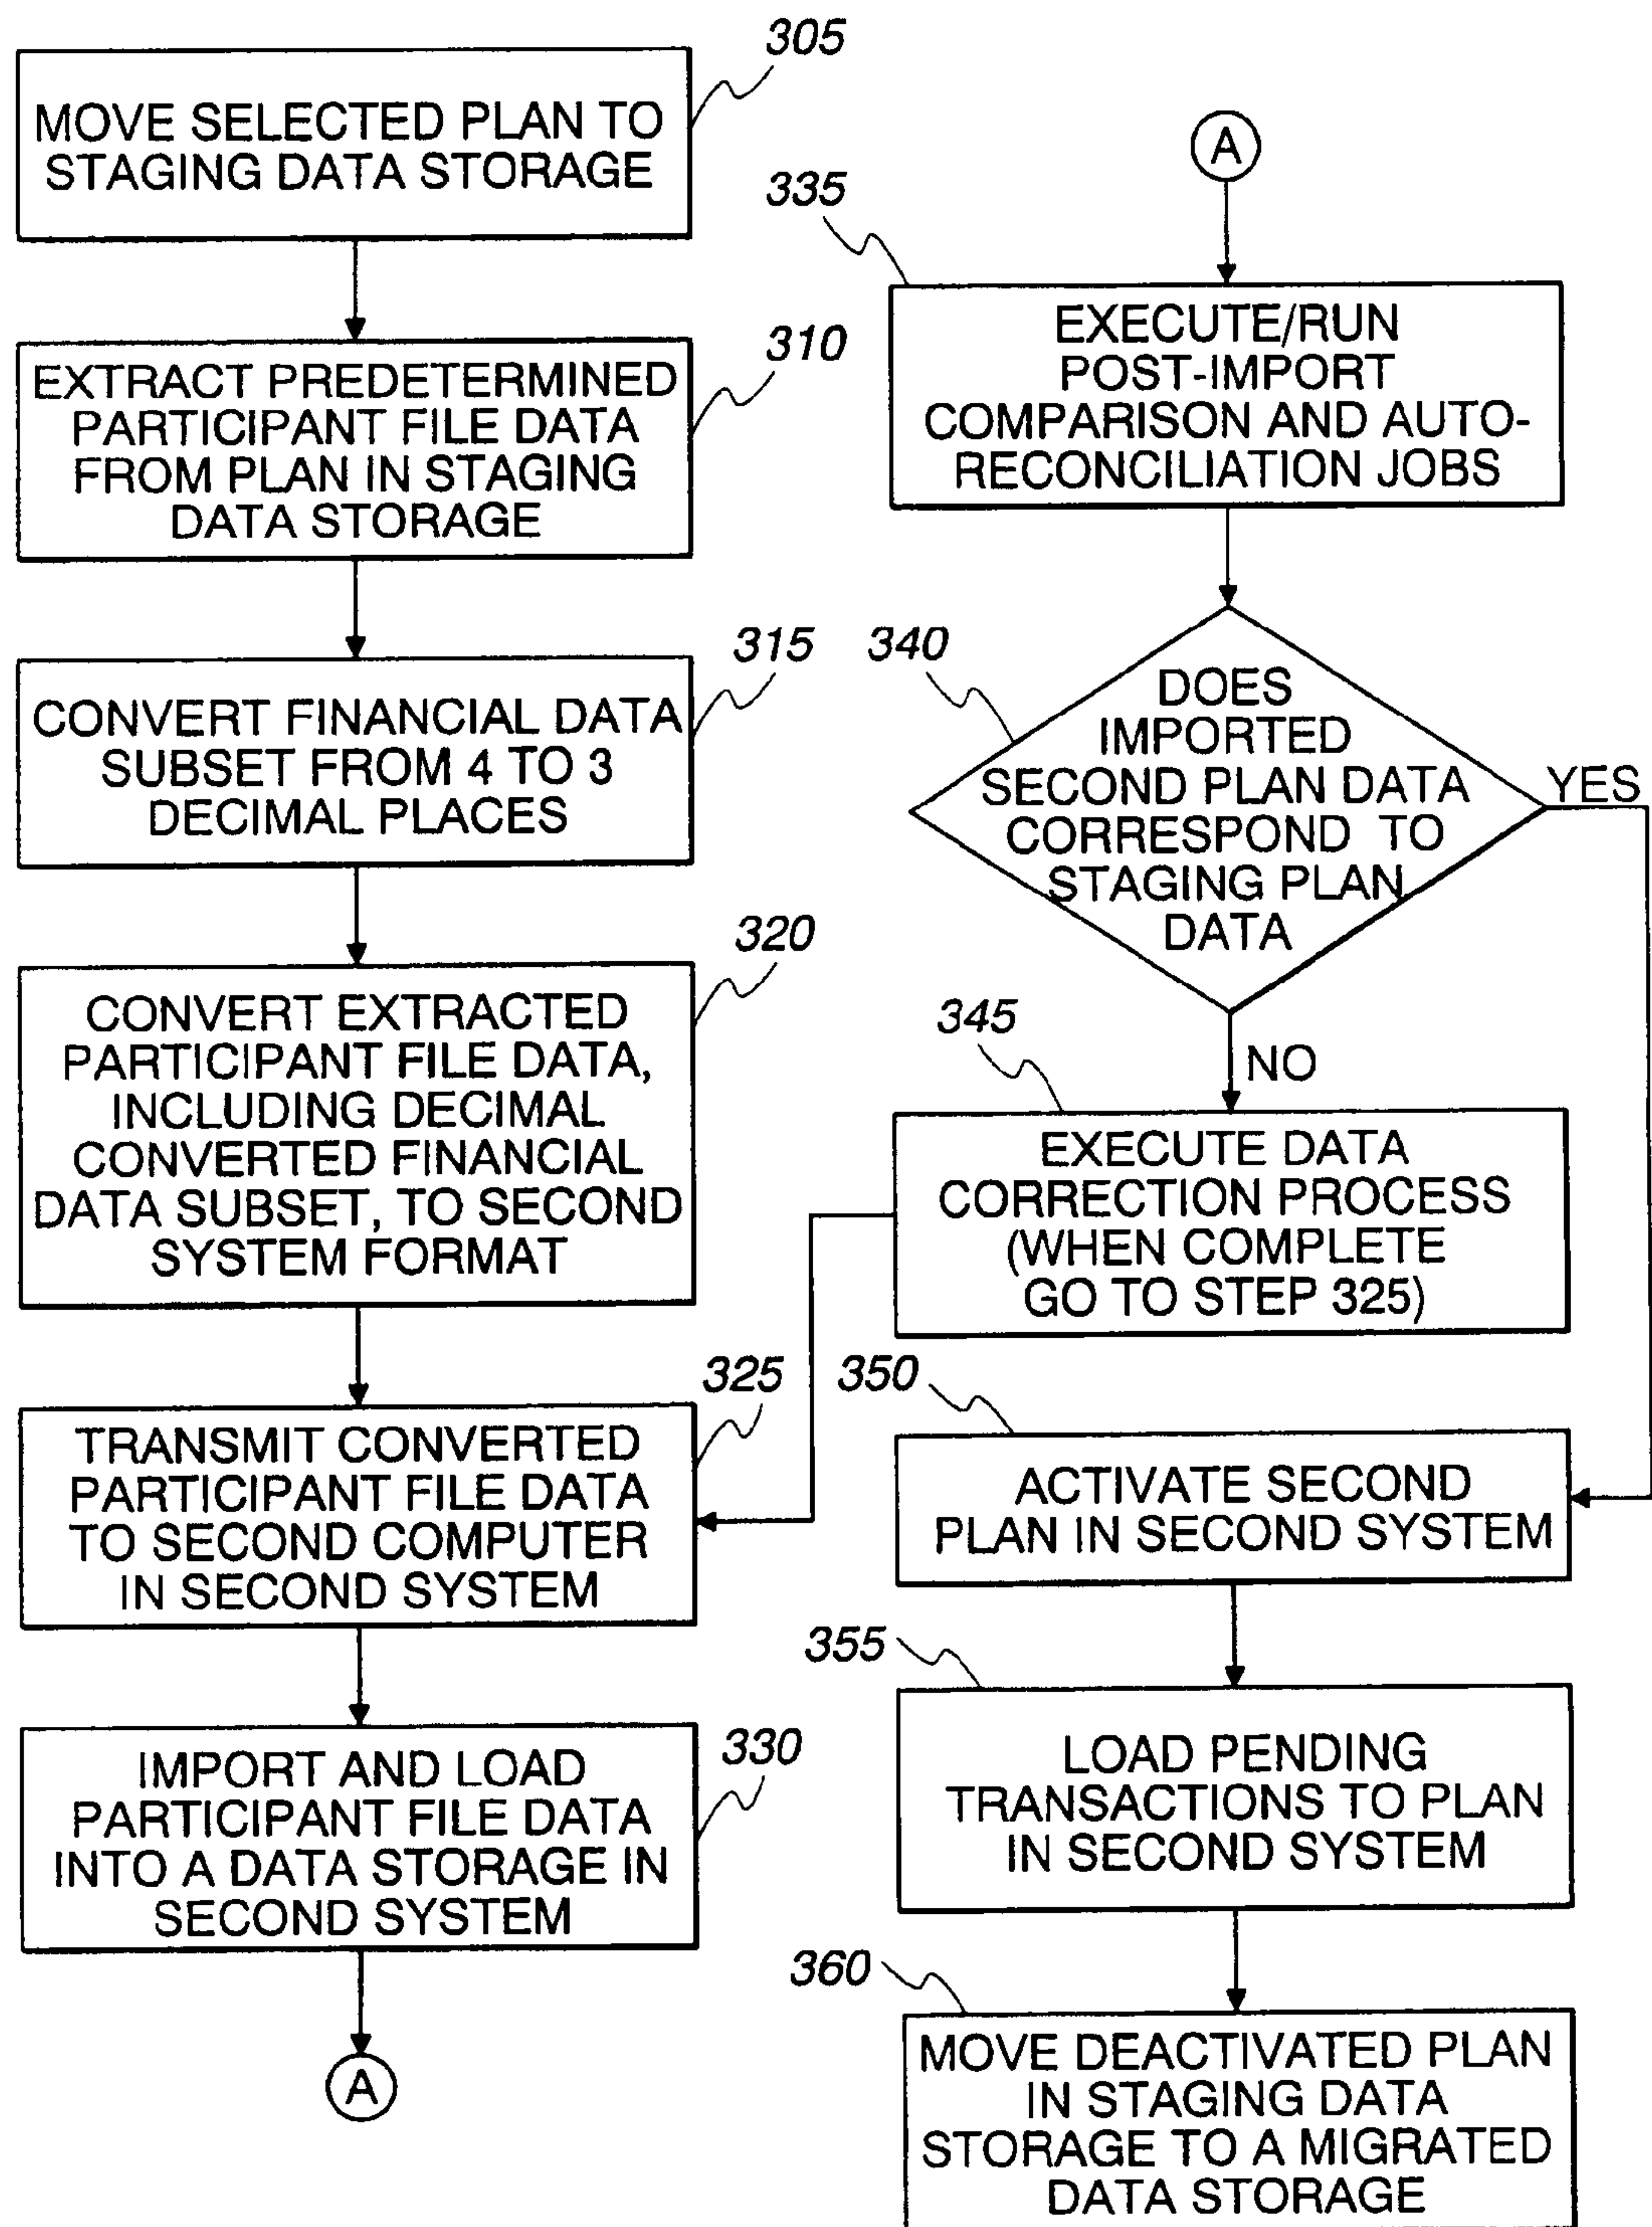 305
MOVE SELECTED PLAN TO
STAGING DATA STORAGE
310
EXTRACT PREDETERMINED
PARTICIPANT FILE DATA
FROM PLAN IN STAGING
DATA STORAGE
315
CONVERT FINANCIAL DATA
SUBSET FROM 4 TO 3
DECIMAL PLACES
320
CONVERT EXTRACTED
PARTICIPANT FILE DATA,
INCLUDING DECIMAL
CONVERTED FINANCIAL
DATA SUBSET, TO SECOND
SYSTEM FORMAT
325
TRANSMIT CONVERTED
PARTICIPANT FILE DATA
TO SECOND COMPUTER
IN SECOND SYSTEM
330
IMPORT AND LOAD
PARTICIPANT FILE DATA
INTO A DATA STORAGE IN
SECOND SYSTEM
A
A
335
EXECUTE/RUN
POST-IMPORT
COMPARISON AND AUTO-
RECONCILIATION JOBS
340
DOES
IMPORTED
SECOND PLAN DATA
CORRESPOND TO
STAGING PLAN
DATA
YES
NO
345
EXECUTE DATA
CORRECTION PROCESS
(WHEN COMPLETE
GO TO STEP 325)
350
ACTIVATE SECOND
PLAN IN SECOND SYSTEM
355
LOAD PENDING
TRANSACTIONS TO PLAN
IN SECOND SYSTEM
360
MOVE DEACTIVATED PLAN
IN STAGING DATA
STORAGE TO A MIGRATED
DATA STORAGE